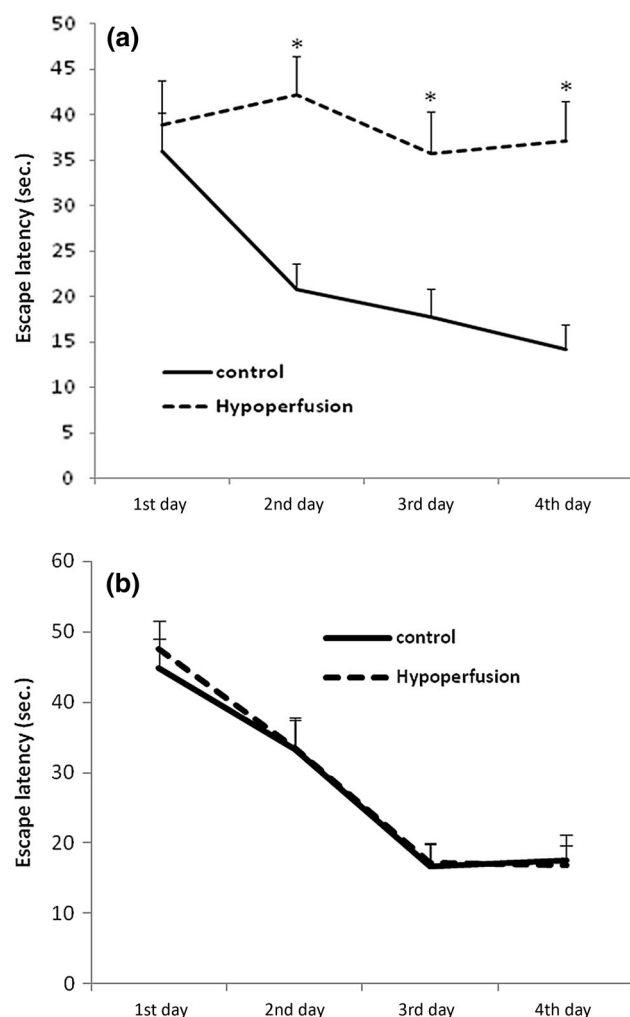 (a)
Escape latency (sec.)
50
45
40
35
30
25
20
15
10
5
0
*
*
*
control
Hypoperfusion
1st day 2nd day 3rd day 4th day
(b)
Escape latency (sec.)
60
50
40
30
20
10
0
control
Hypoperfusion
1st day 2nd day 3rd day 4th day